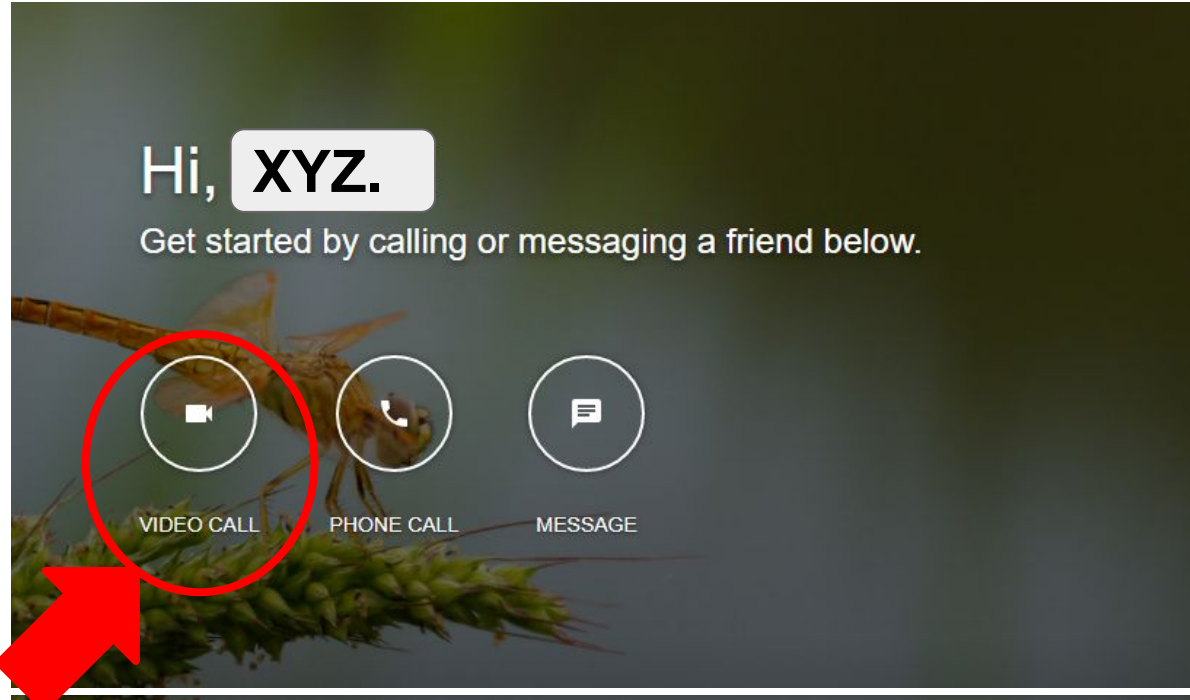 Hi, XYZ.
Get started by calling or messaging a friend below.
VIDEO CALL PHONE CALL MESSAGE